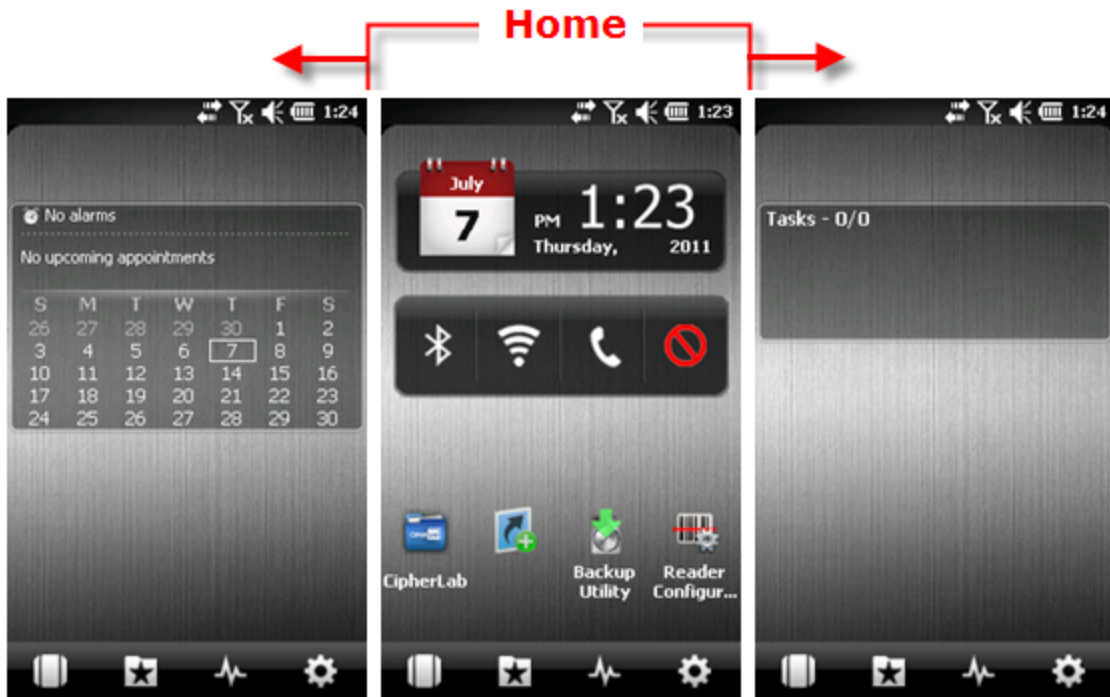 Home
1:24
No alarms
No upcoming appointments
S M T W T F S
26 27 28 29 30 1 2
3 4 5 6 7 8 9
10 11 12 13 14 15 16
17 18 19 20 21 22 23
24 25 26 27 28 29 30
1:23
July
7
PM 1:23
Thursday, 2011
CipherLab
Backup Utility
Reader Configur...
1:24
Tasks - 0/0